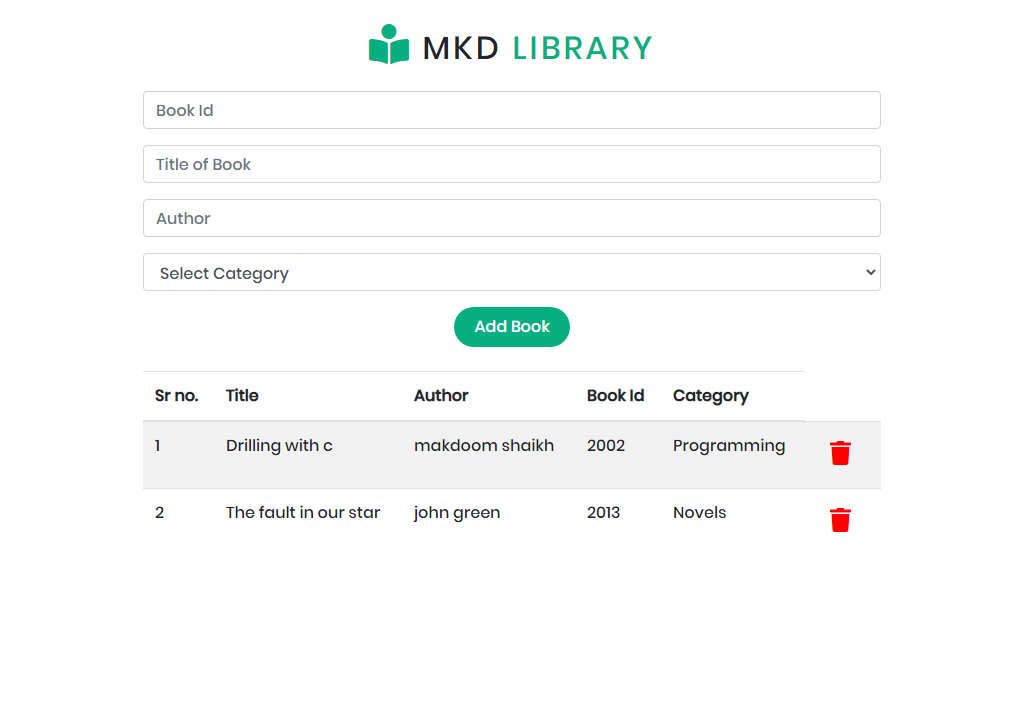 MKD LIBRARY
Book Id
Title of Book
Author
Select Category
Add Book
Sr no. Title Author Book Id Category
1 Drilling with c makdoom shaikh 2002 Programming
2 The fault in our star john green 2013 Novels